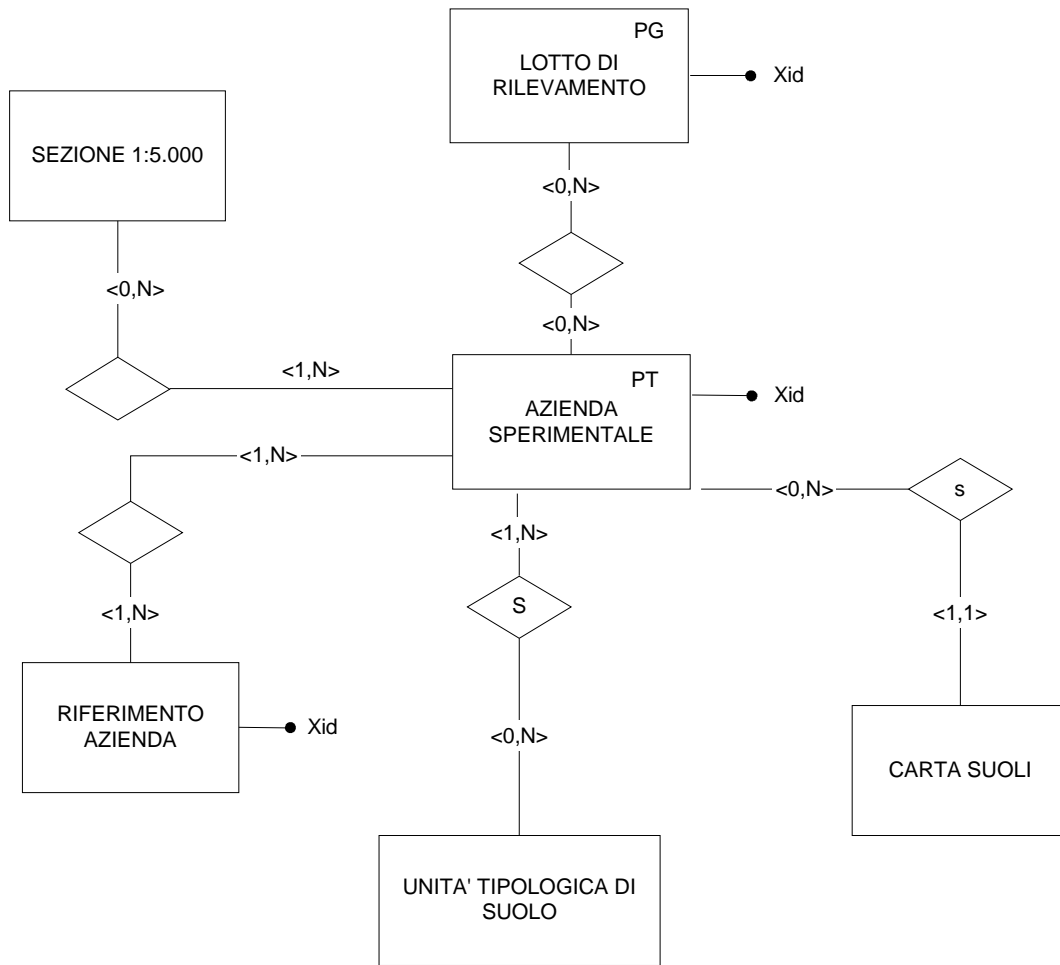 PG
LOTTO DI
RILEVAMENTO
Xid
SEZIONE 1:5.000
<0,N>
<0,N>
<0,N>
<1,N>
PT
AZIENDA
SPERIMENTALE
Xid
<1,N>
<0,N>
s
<1,N>
S
<1,N>
<1,1>
RIFERIMENTO
AZIENDA
Xid
<0,N>
CARTA SUOLI
UNITA' TIPOLOGICA DI
SUOLO